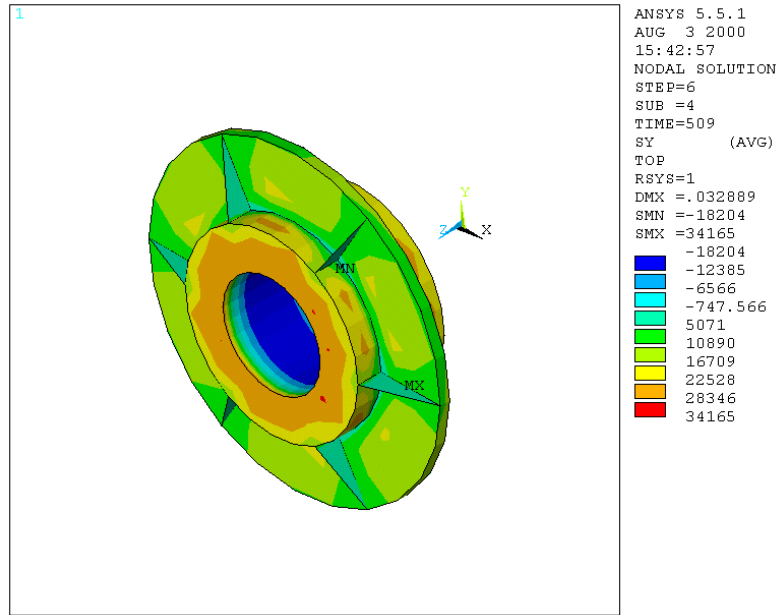 1
ANSYS 5.5.1
AUG 3 2000
15:42:57
NODAL SOLUTION
STEP=6
SUB =4
TIME=509
SY (AVG)
TOP
RSYS=1
DMX =.032889
SMN =-18204
SMX =34165
-18204
-12385
-6566
-747.566
5071
10890
16709
22528
28346
34165
Y
Z X
MN
MX